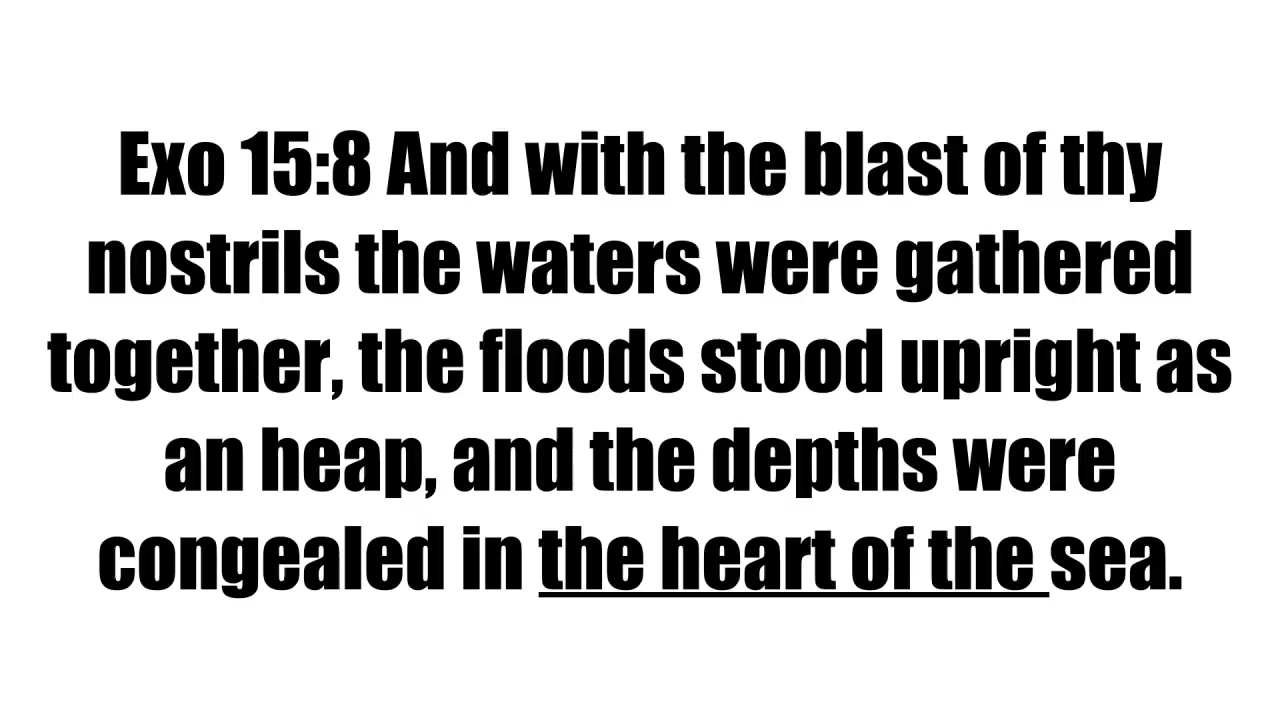 Exo 15:8 And with the blast of thy
nostrils the waters were gathered
together, the floods stood upright as
an heap, and the depths were
congealed in the heart of the sea.